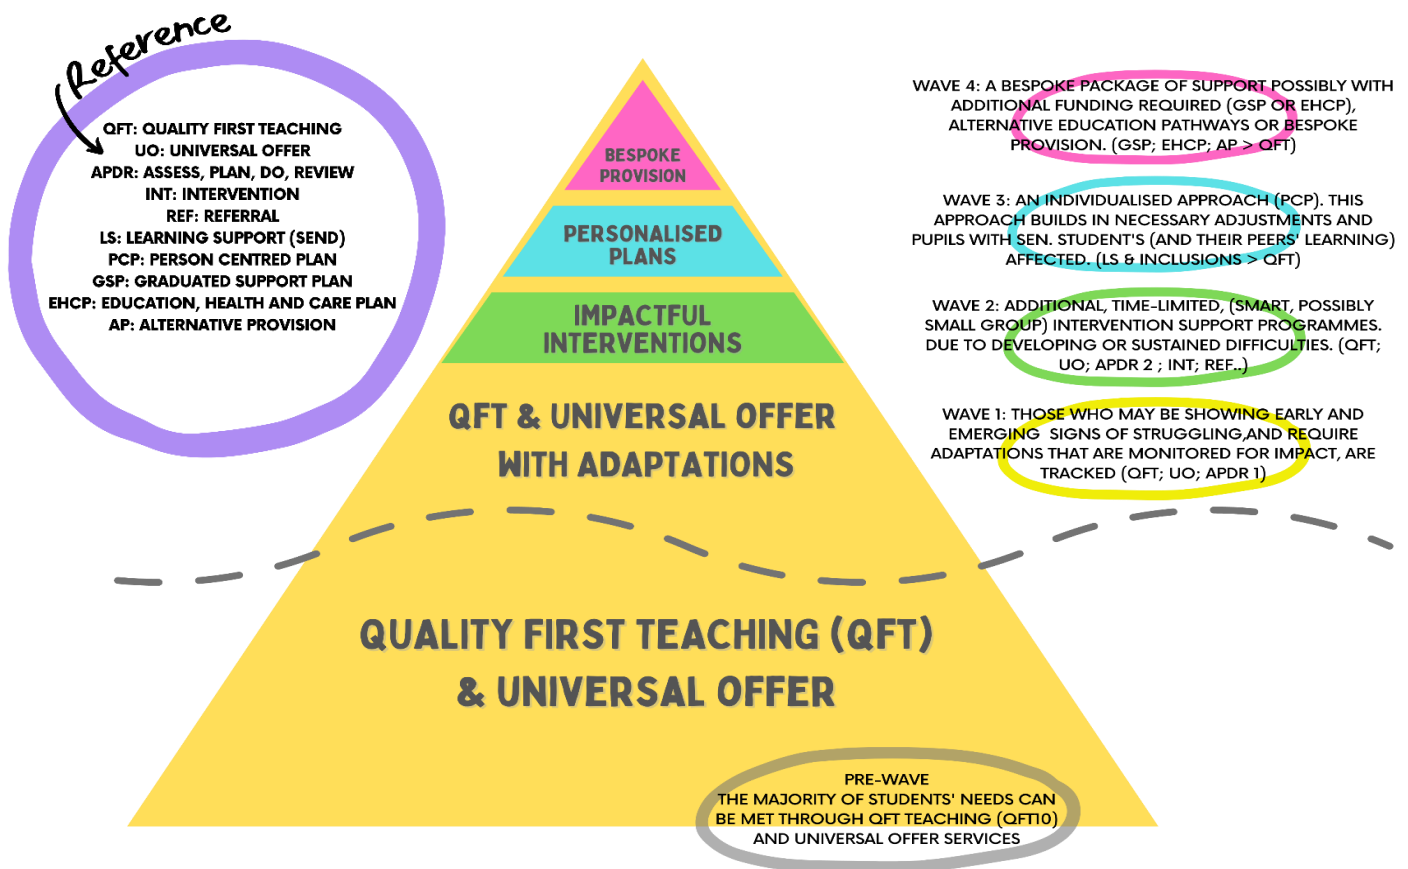 Reference
QFT: QUALITY FIRST TEACHING
UO: UNIVERSAL OFFER
APDR: ASSESS, PLAN, DO, REVIEW
INT: INTERVENTION
REF: REFERRAL
LS: LEARNING SUPPORT (SEND)
PCP: PERSON CENTRED PLAN
GSP: GRADUATED SUPPORT PLAN
EHCP: EDUCATION, HEALTH AND CARE PLAN
AP: ALTERNATIVE PROVISION
BESPOKE
PROVISION
PERSONALISED
PLANS
IMPACTFUL
INTERVENTIONS
QFT & UNIVERSAL OFFER
WITH ADAPTATIONS
QUALITY FIRST TEACHING (QFT)
& UNIVERSAL OFFER
WAVE 4: A BESPOKE PACKAGE OF SUPPORT POSSIBLY WITH
ADDITIONAL FUNDING REQUIRED (GSP OR EHCP),
ALTERNATIVE EDUCATION PATHWAYS OR BESPOKE
PROVISION. (GSP; EHCP; AP > QFT)
WAVE 3: AN INDIVIDUALISED APPROACH (PCP). THIS
APPROACH BUILDS IN NECESSARY ADJUSTMENTS AND
PUPILS WITH SEN. STUDENT'S (AND THEIR PEERS' LEARNING)
AFFECTED. (LS & INCLUSIONS > QFT)
WAVE 2: ADDITIONAL, TIME-LIMITED, (SMART, POSSIBLY
SMALL GROUP) INTERVENTION SUPPORT PROGRAMMES.
DUE TO DEVELOPING OR SUSTAINED DIFFICULTIES. (QFT;
UO; APDR 2 ; INT; REF..)
WAVE 1: THOSE WHO MAY BE SHOWING EARLY AND
EMERGING SIGNS OF STRUGGLING,AND REQUIRE
ADAPTATIONS THAT ARE MONITORED FOR IMPACT, ARE
TRACKED (QFT; UO; APDR 1)
PRE-WAVE
THE MAJORITY OF STUDENTS' NEEDS CAN
BE MET THROUGH QFT TEACHING (QFT10)
AND UNIVERSAL OFFER SERVICES